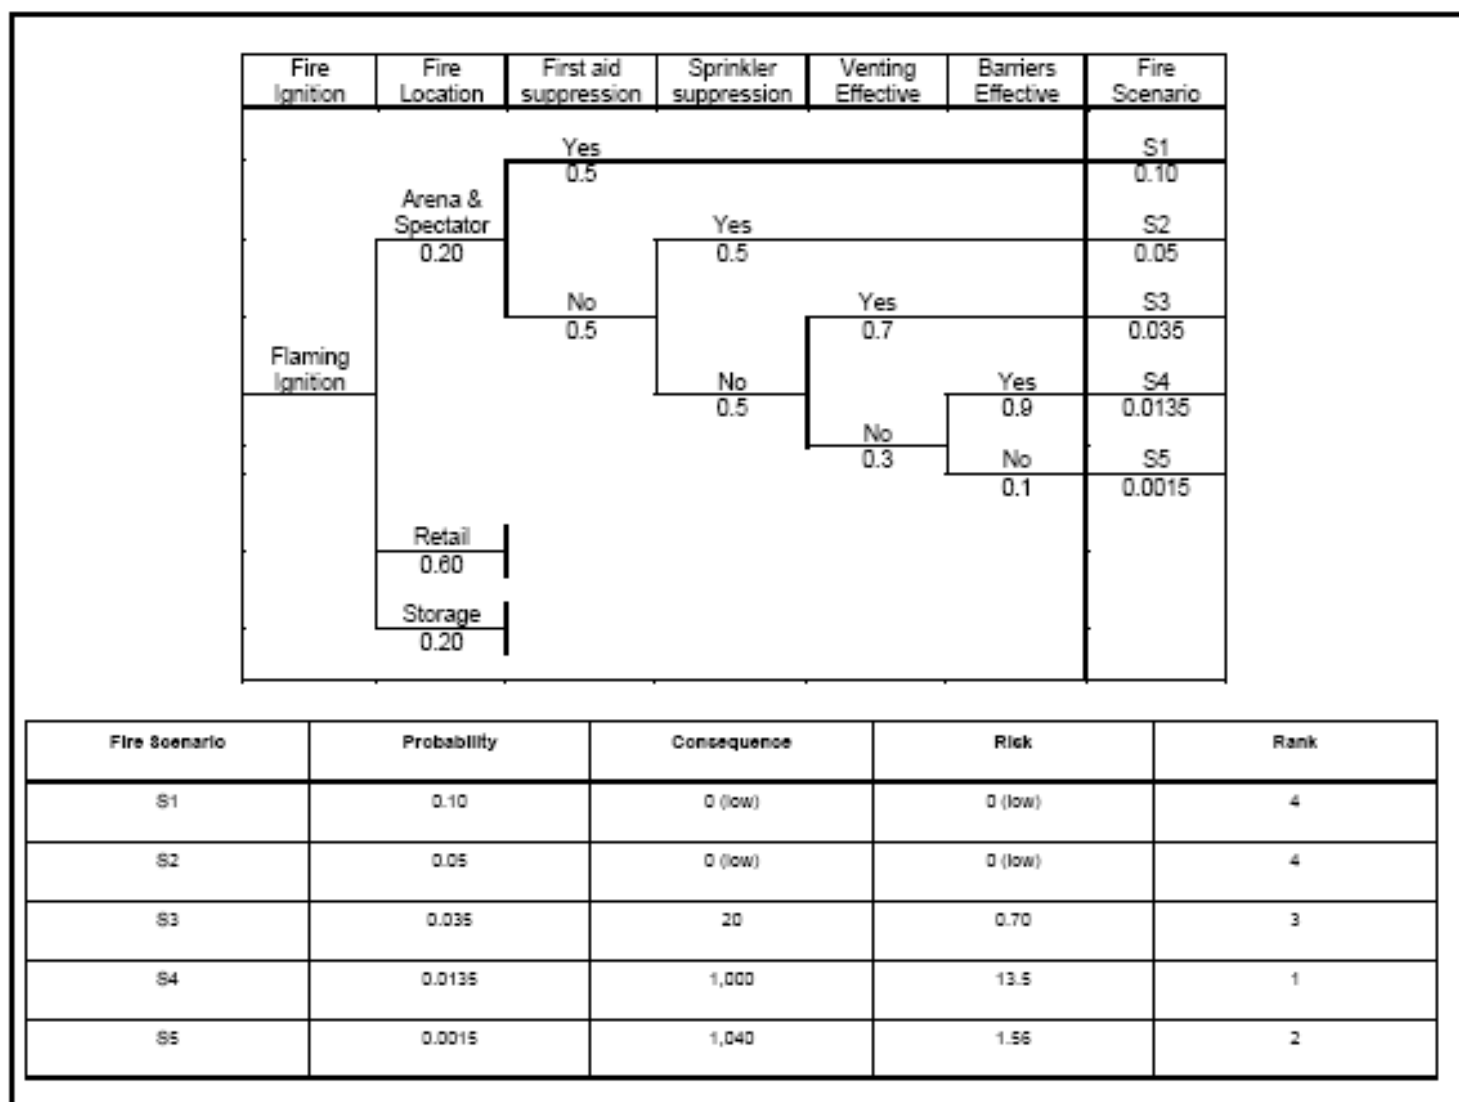 Fire Ignition
Fire Location
First aid suppression
Sprinkler suppression
Venting Effective
Barriers Effective
Fire Scenario
Yes
0.5
S1
0.10
Arena & Spectator
0.20
Yes
0.5
S2
0.05
No
0.5
Yes
0.7
S3
0.035
Flaming Ignition
No
0.5
Yes
0.9
S4
0.0135
No
0.3
No
0.1
S5
0.0015
Retail
0.60
Storage
0.20
Fire Scenario Probability Consequence Risk Rank
S1 0.10 0 (low) 0 (low) 4
S2 0.05 0 (low) 0 (low) 4
S3 0.035 20 0.70 3
S4 0.0135 1,000 13.5 1
S5 0.0015 1,040 1.56 2